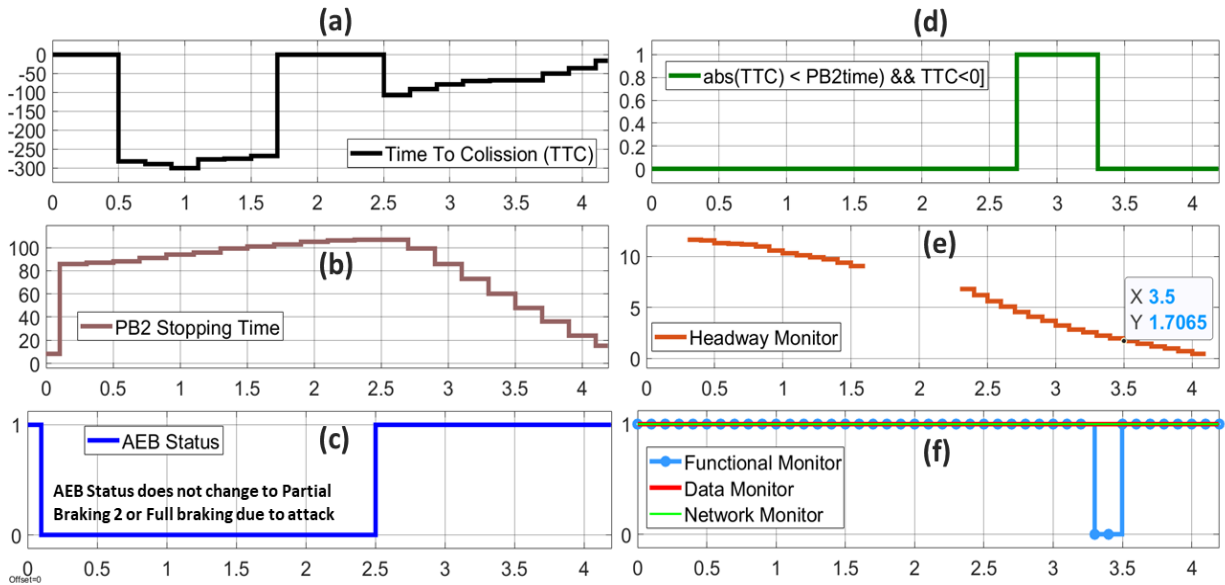 (a)
0
-50
-100
-150
-200
-250
-300
Time To Colission (TTC)
0 0.5 1 1.5 2 2.5 3 3.5 4
(d)
1
0.8
0.6
0.4
0.2
0
abs(TTC) < PB2time) && TTC<0]
0 0.5 1 1.5 2 2.5 3 3.5 4
(b)
100
80
60
40
20
0
PB2 Stopping Time
0 0.5 1 1.5 2 2.5 3 3.5 4
(e)
10
5
0
X 3.5
Y 1.7065
Headway Monitor
0 0.5 1 1.5 2 2.5 3 3.5 4
(c)
1
0
AEB Status
AEB Status does not change to Partial
Braking 2 or Full braking due to attack
0 0.5 1 1.5 2 2.5 3 3.5 4
Offset=0
(f)
1
0
Functional Monitor
Data Monitor
Network Monitor
0 0.5 1 1.5 2 2.5 3 3.5 4